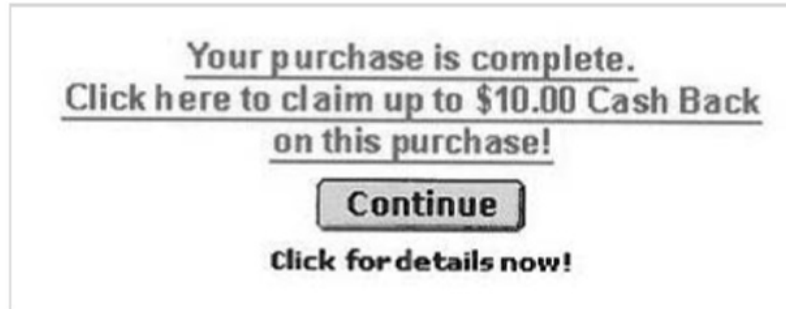 Your purchase is complete.
Click here to claim up to $10.00 Cash Back
on this purchase!
Continue
Click for details now!